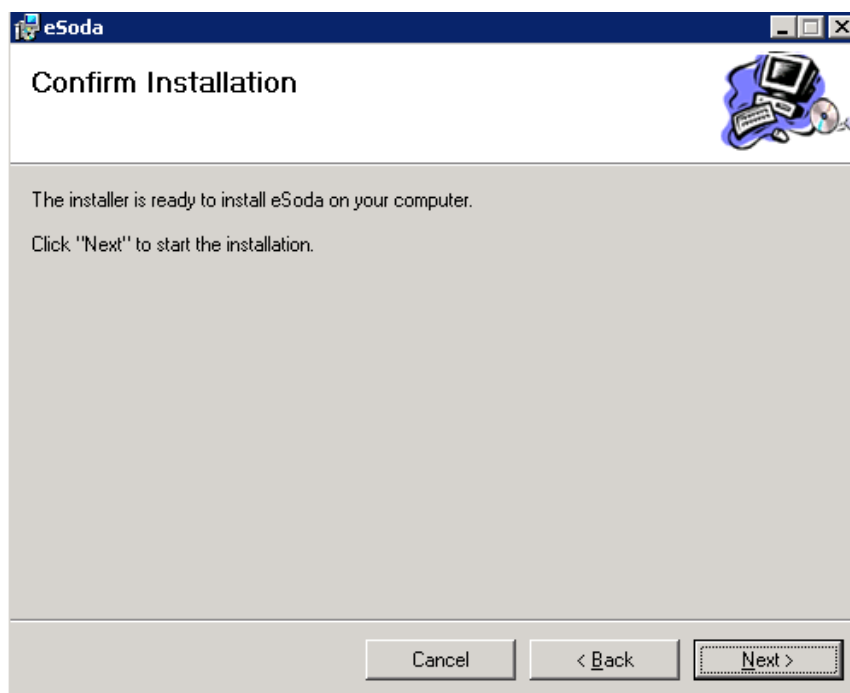 eSoda
Confirm Installation
The installer is ready to install eSoda on your computer.
Click "Next" to start the installation.
Cancel
< Back
Next >